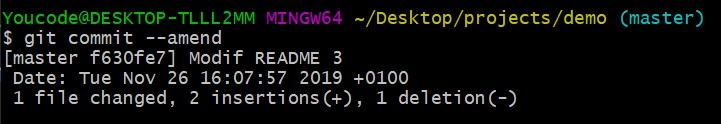 Youcode@DESKTOP-TLLL2MM MINGW64 ~/Desktop/projects/demo (master)
$ git commit --amend
[master f630fe7] Modif README 3
 Date: Tue Nov 26 16:07:57 2019 +0100
 1 file changed, 2 insertions(+), 1 deletion(-)